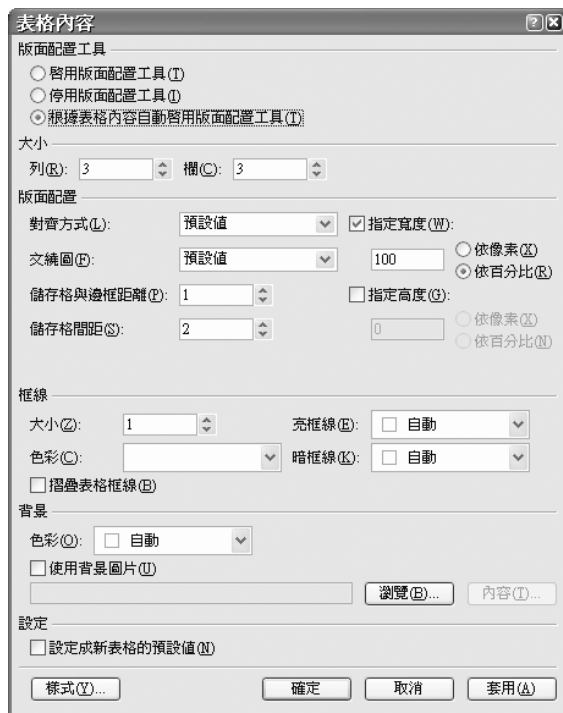 表格內容
版面配置工具
啓用版面配置工具(T)
停用版面配置工具(I)
根據表格內容自動啓用版面配置工具(T)
大小
列(R): 3 欄(C): 3
版面配置
對齊方式(L): 預設値 指定寬度(W):
交繞圖(F): 預設値 100 依像素(X)
依百分比(R)
儲存格與邊框距離(P): 1 指定高度(G):
儲存格間距(S): 2 0 依像素(X)
依百分比(N)
框線
大小(Z): 1 亮框線(E): 自動
色彩(C): 暗框線(K): 自動
摺疊表格框線(B)
背景
色彩(O): 自動
使用背景圖片(U)
瀏覽(B)... 內容(I)...
設定
設定成新表格的預設値(N)
樣式(Y)... 確定 取消 套用(A)